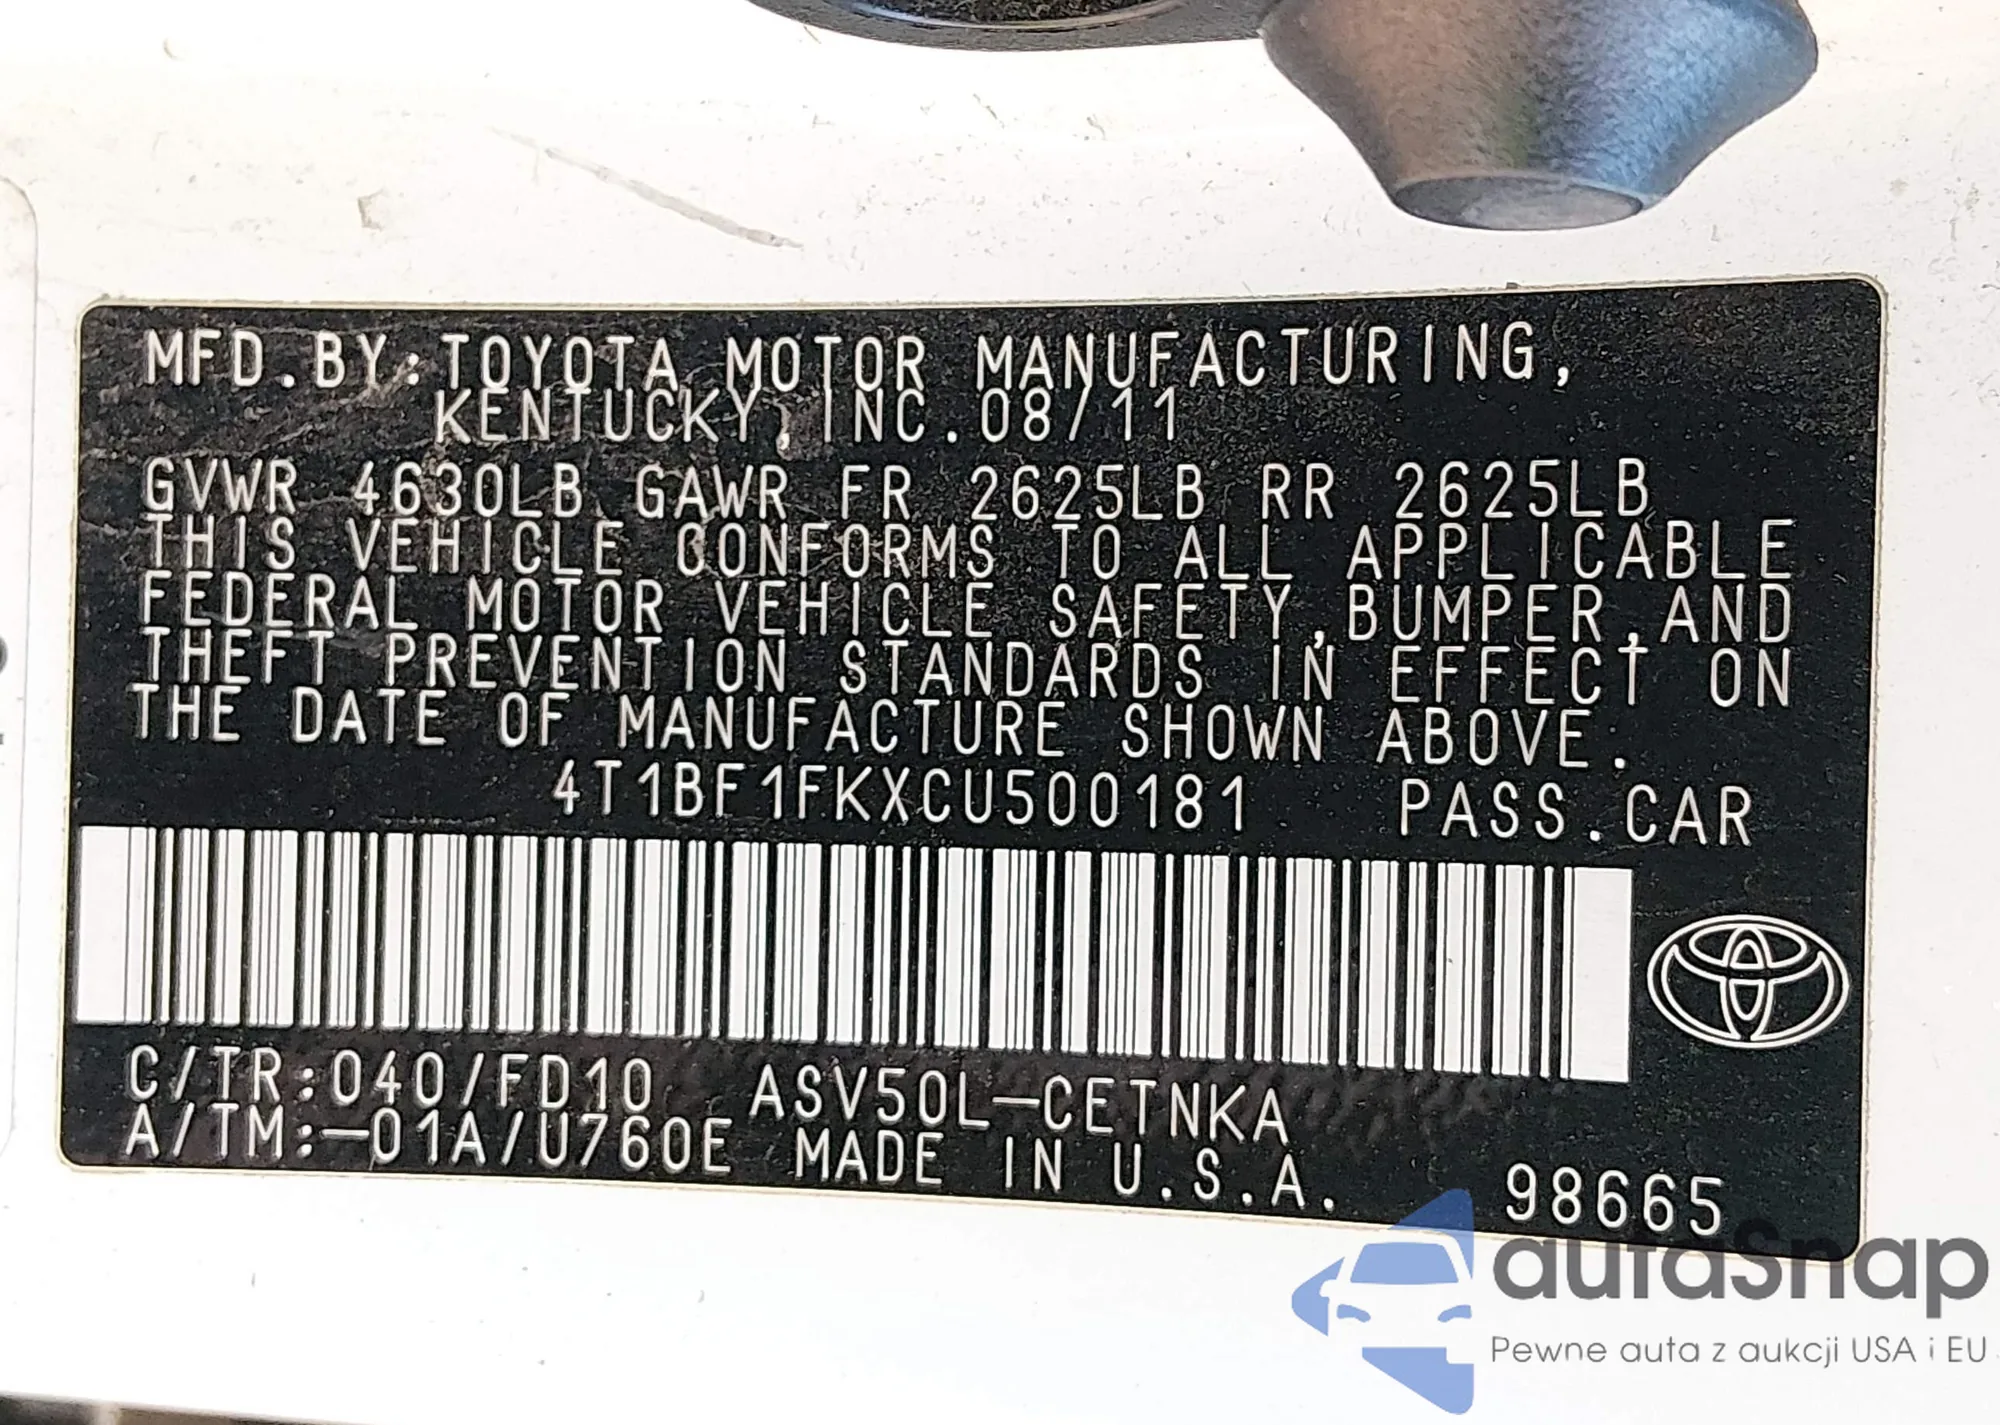 MFD.BY:TOYOTA MOTOR MANUFACTURING,
KENTUCKY, INC.08/11
GVWR 4630LB GAWR FR 2625LB RR 2625LB
THIS VEHICLE CONFORMS TO ALL APPLICABLE
FEDERAL MOTOR VEHICLE SAFETY,BUMPER,AND
THEFT PREVENTION STANDARDS IN EFFECT ON
THE DATE OF MANUFACTURE SHOWN ABOVE.
4T1BF1FKXCU500181 PASS.CAR
C/TR:040/FD10 ASV50L-CETNKA
A/TM:-01A/U760E MADE IN U.S.A. 98665
autosnap
Pewne auta z aukcji USA i EU